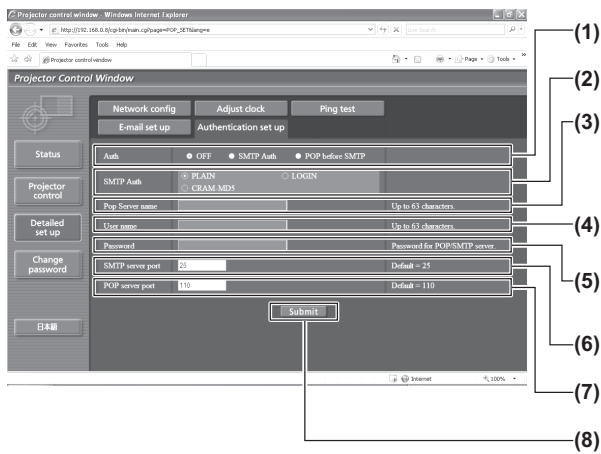 Projector control window - Windows Internet Explorer
http://192.168.0.8/cgi-bin/main.cgi?page=POP_SET&lang=e
Live Search
File Edit View Favorites Tools Help
Projector control window
Page Tools
Projector Control Window
Network config Adjust clock Ping test
E-mail set up Authentication set up
Status
Projector control
Detailed set up
Change password
日本語
Auth OFF SMTP Auth POP before SMTP
SMTP Auth PLAIN LOGIN
CRAM-MD5
Pop Server name Up to 63 characters.
User name Up to 63 characters.
Password Password for POP/SMTP server.
SMTP server port 25 Default = 25
POP server port 110 Default = 110
Submit
Internet 100%
(1)
(2)
(3)
(4)
(5)
(6)
(7)
(8)